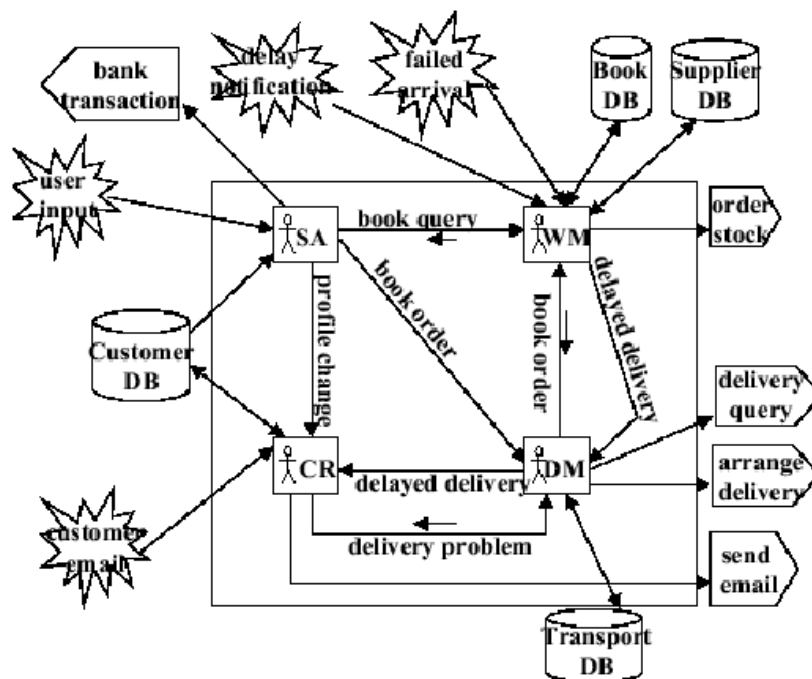 bank
transaction
delay
notification
failed
arrival
Book
DB
Supplier
DB
user
input
SA
book query
WM
order
stock
Customer
DB
profile change
book order
book order
delayed delivery
delivery
query
CR
delayed delivery
DM
arrange
delivery
customer
email
delivery problem
send
email
Transport
DB